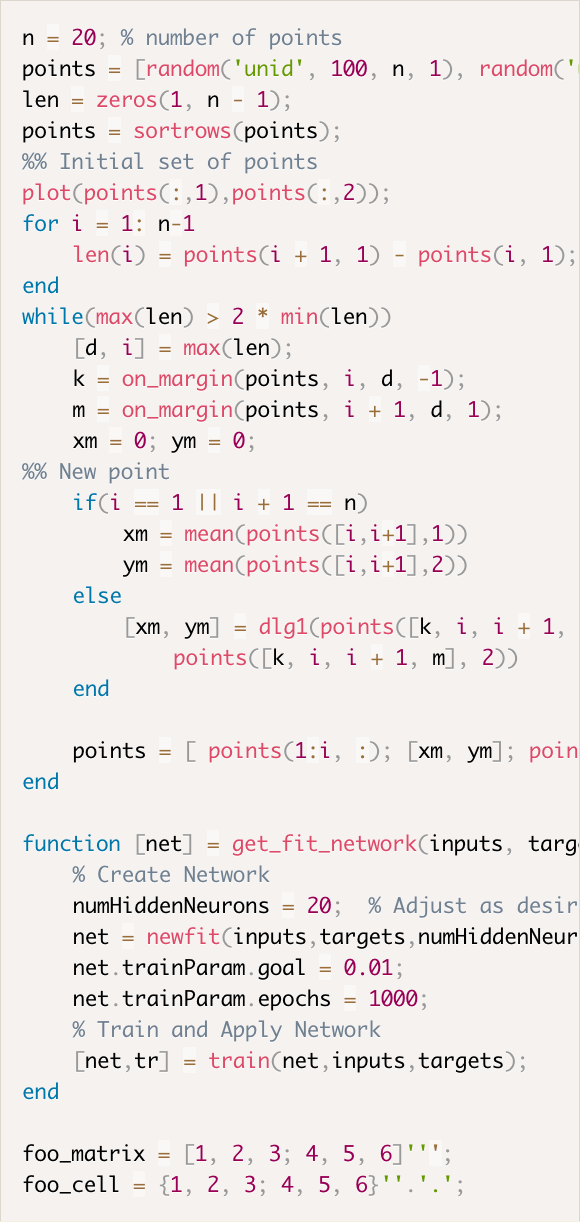 n = 20; % number of points
points = [random('unid', 100, n, 1), random('
len = zeros(1, n - 1);
points = sortrows(points);
%% Initial set of points
plot(points(:,1),points(:,2));
for i = 1: n-1
    len(i) = points(i + 1, 1) - points(i, 1);
end
while(max(len) > 2 * min(len))
    [d, i] = max(len);
    k = on_margin(points, i, d, -1);
    m = on_margin(points, i + 1, d, 1);
    xm = 0; ym = 0;
%% New point
    if(i == 1 || i + 1 == n)
        xm = mean(points([i,i+1],1))
        ym = mean(points([i,i+1],2))
    else
        [xm, ym] = dlg1(points([k, i, i + 1,
            points([k, i, i + 1, m], 2))
    end

    points = [ points(1:i, :); [xm, ym]; poin
end

function [net] = get_fit_network(inputs, targ
    % Create Network
    numHiddenNeurons = 20;  % Adjust as desir
    net = newfit(inputs,targets,numHiddenNeur
    net.trainParam.goal = 0.01;
    net.trainParam.epochs = 1000;
    % Train and Apply Network
    [net,tr] = train(net,inputs,targets);
end

foo_matrix = [1, 2, 3; 4, 5, 6]''';
foo_cell = {1, 2, 3; 4, 5, 6}''.'.';